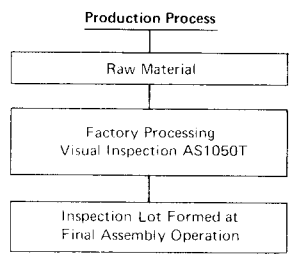 Production Process
Raw Material
Factory Processing
Visual Inspection AS1050T
Inspection Lot Formed at
Final Assembly Operation